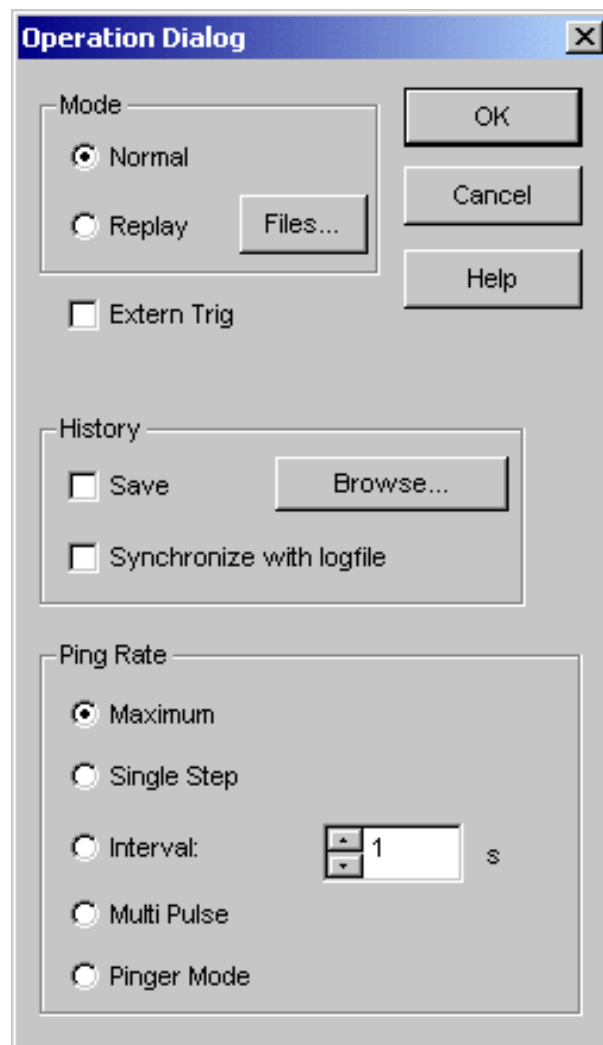 Operation Dialog
Mode
Normal
Replay
Files...
OK
Cancel
Help
Extern Trig
History
Save
Browse...
Synchronize with logfile
Ping Rate
Maximum
Single Step
Interval:
1
s
Multi Pulse
Pinger Mode